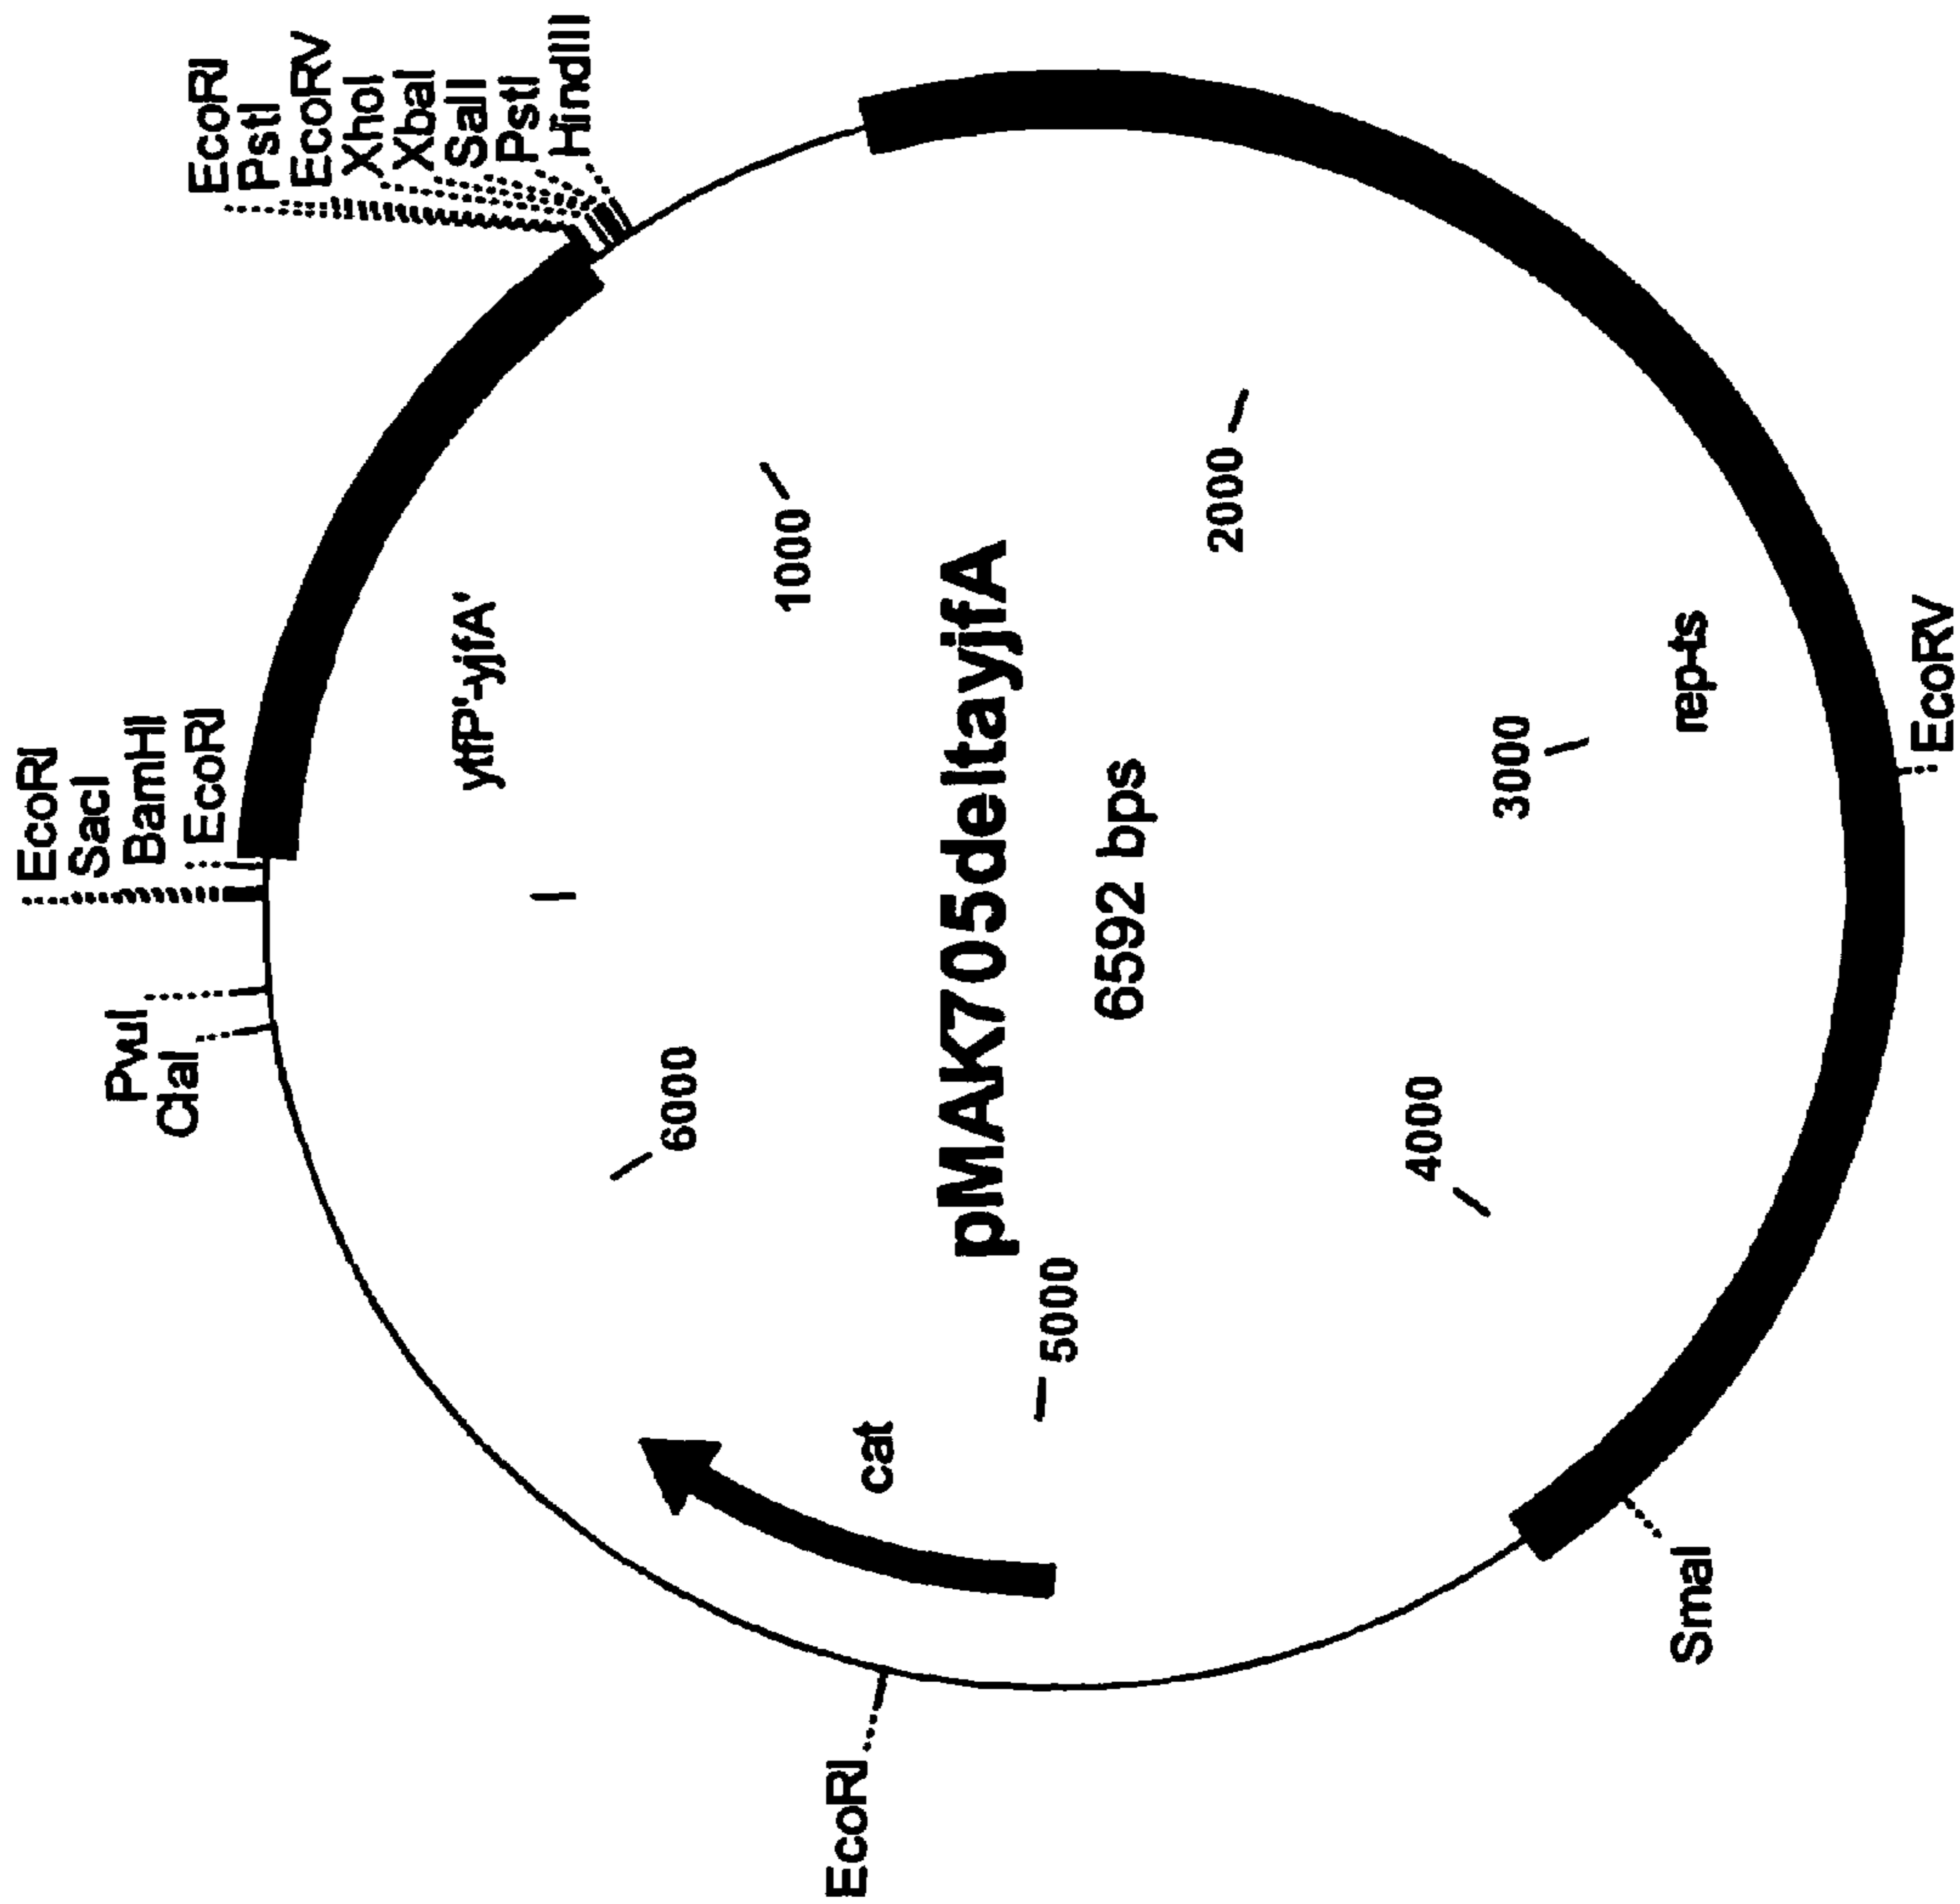 EcoRI
SacI
BamHI
EcoRI
PvuI
ClaI
EcoRI
PstI
EcoRV
XhoI
XbaI
SalI
PstI
HindIII
yjfP'-yjfA'
1000
2000
3000
4000
5000
6000
pMAK705deltayjfA
6592 bps
cat
rep-ts
EcoRV
SmaI
EcoRI